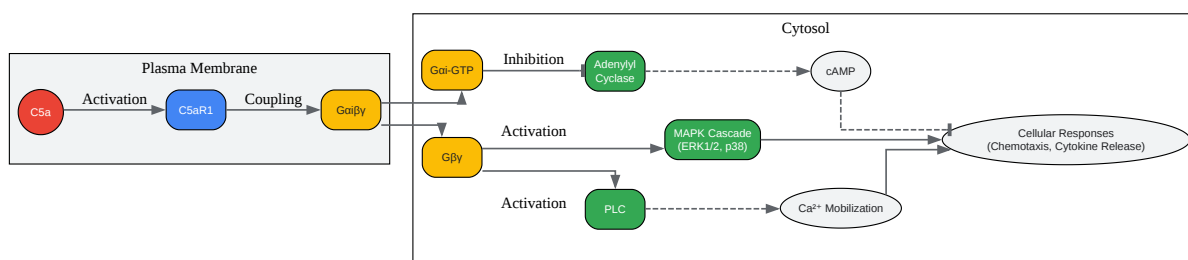 Cytosol
Plasma Membrane
C5a
Activation
C5aR1
Coupling
Gαiβγ
Gαi-GTP
Inhibition
Adenylyl
Cyclase
cAMP
Gβγ
Activation
MAPK Cascade
(ERK1/2, p38)
Cellular Responses
(Chemotaxis, Cytokine Release)
Activation
PLC
Ca²⁺ Mobilization